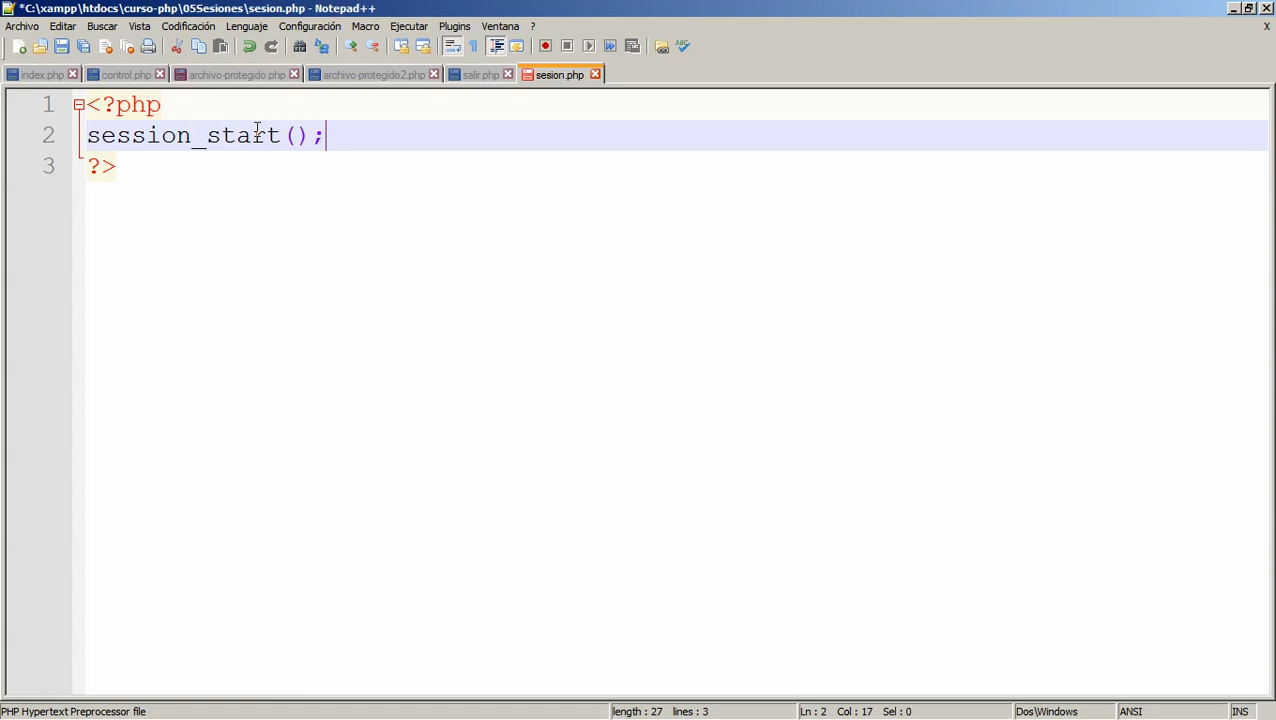 *C:\xampp\htdocs\curso-php\05Sesiones\sesion.php - Notepad++
Archivo Editar Buscar Vista Codificación Lenguaje Configuración Macro Ejecutar Plugins Ventana ? X
index.php control.php archivo-protegido.php archivo-protegido2.php salir.php sesion.php
1 <?php
2 session_start();
3 ?>
PHP Hypertext Preprocessor file length : 27 lines : 3 Ln : 2 Col : 17 Sel : 0 Dos\Windows ANSI INS